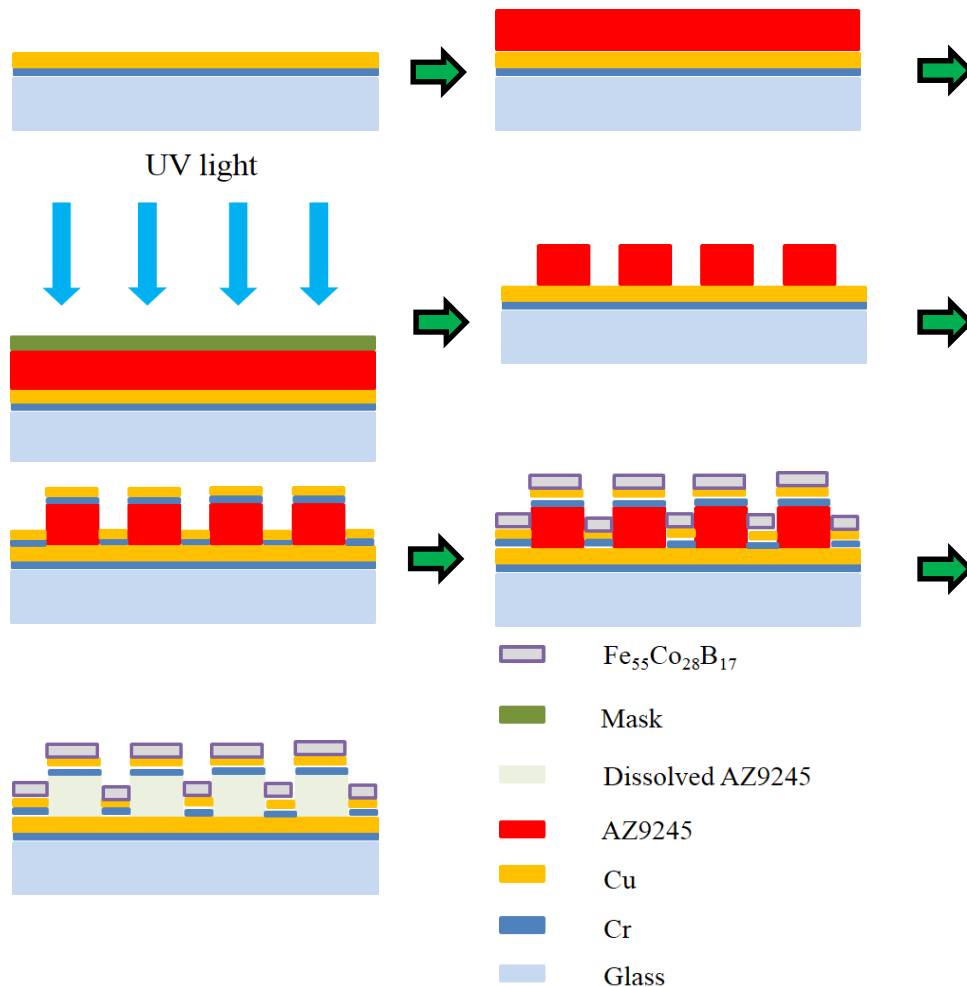 UV light
Fe₅₅Co₂₈B₁₇
Mask
Dissolved AZ9245
AZ9245
Cu
Cr
Glass